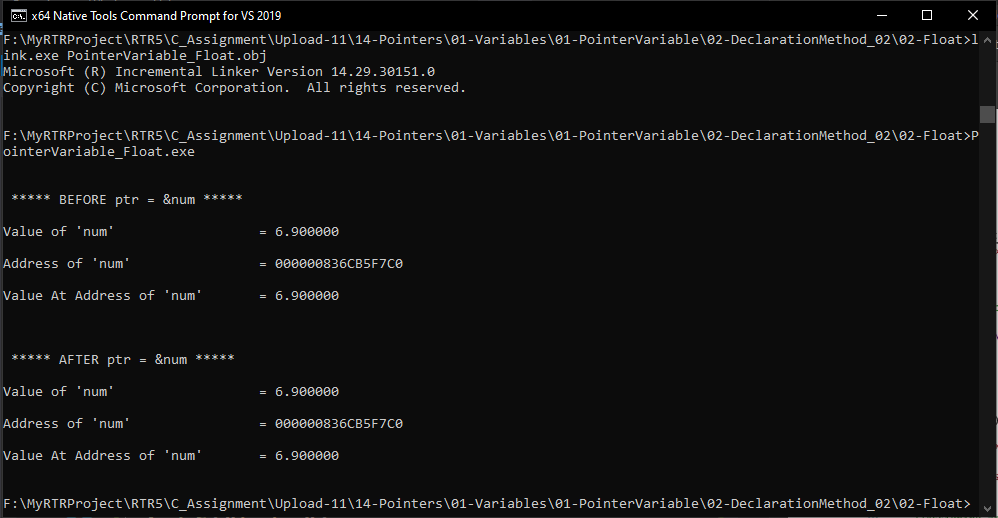 x64 Native Tools Command Prompt for VS 2019
F:\MyRTRProject\RTR5\C_Assignment\Upload-11\14-Pointers\01-Variables\01-PointerVariable\02-DeclarationMethod_02\02-Float>l
ink.exe PointerVariable_Float.obj
Microsoft (R) Incremental Linker Version 14.29.30151.0
Copyright (C) Microsoft Corporation.  All rights reserved.
F:\MyRTRProject\RTR5\C_Assignment\Upload-11\14-Pointers\01-Variables\01-PointerVariable\02-DeclarationMethod_02\02-Float>P
ointerVariable_Float.exe
***** BEFORE ptr = &num *****
Value of 'num'                  = 6.900000
Address of 'num'                = 000000836CB5F7C0
Value At Address of 'num'       = 6.900000
***** AFTER ptr = &num *****
Value of 'num'                  = 6.900000
Address of 'num'                = 000000836CB5F7C0
Value At Address of 'num'       = 6.900000
F:\MyRTRProject\RTR5\C_Assignment\Upload-11\14-Pointers\01-Variables\01-PointerVariable\02-DeclarationMethod_02\02-Float>